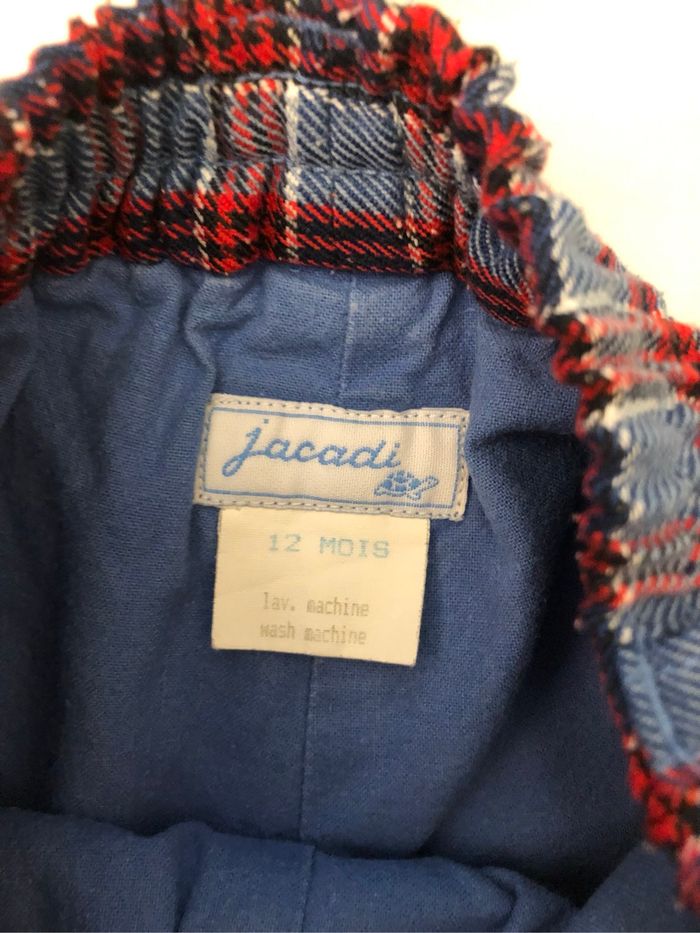 jacadi
12 MOIS
lav. machine
wash machine